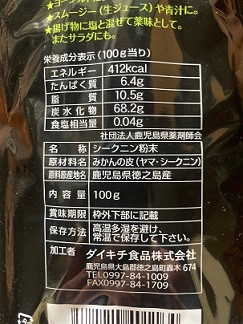 ★スムージー(生ジュース)や青汁に。
★揚げ物に塩と混ぜて薬味として。
またサラダにも。
栄養成分表示(100g当り)
エネルギー 412kcal
たんぱく質 6.4g
脂質 10.5g
炭水化物 68.2g
食塩相当量 0.04g
社団法人鹿児島県薬剤師会
名称 シークニン粉末
原材料名 みかんの皮(ヤマ・シークニン)
原料原産地名 鹿児島県徳之島産
内容量 100g
賞味期限 枠外下部に記載
保存方法 高温多湿を避け、
常温で保存して下さい。
加工者 ダイキチ食品株式会社
鹿児島県大島郡徳之島町轟木674
TEL0997-84-1009
FAX0997-84-1709